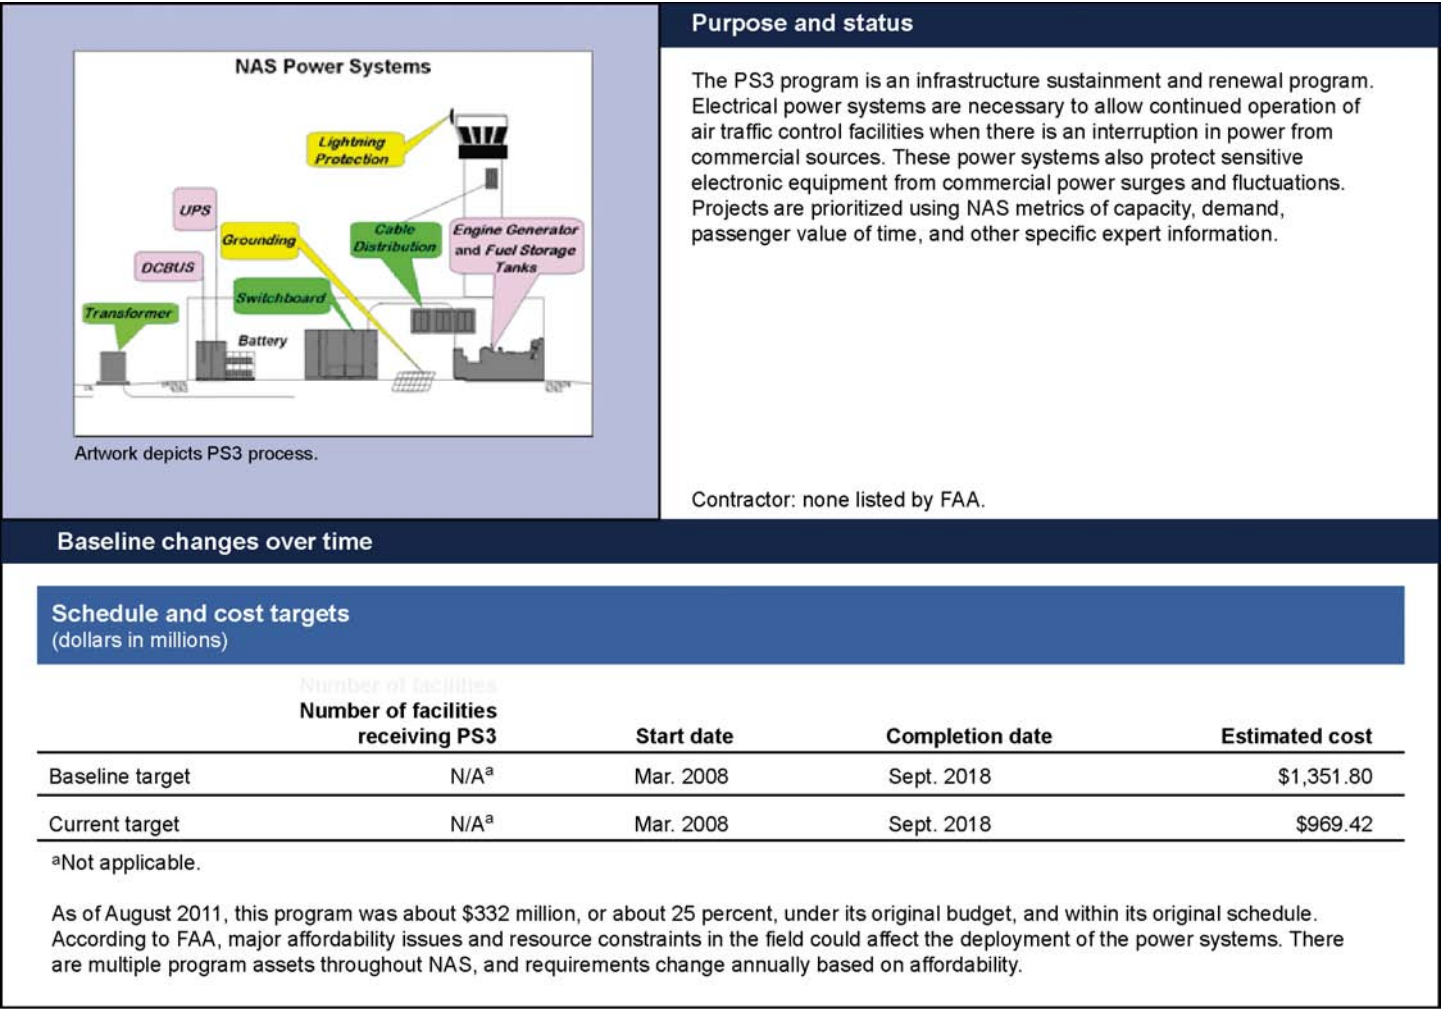 NAS Power Systems
Lightning
Protection
UPS
Grounding
Cable
Distribution
Engine Generator
and Fuel Storage
Tanks
DCBUS
Switchboard
Transformer
Battery
Artwork depicts PS3 process.
Purpose and status
The PS3 program is an infrastructure sustainment and renewal program.
Electrical power systems are necessary to allow continued operation of
air traffic control facilities when there is an interruption in power from
commercial sources. These power systems also protect sensitive
electronic equipment from commercial power surges and fluctuations.
Projects are prioritized using NAS metrics of capacity, demand,
passenger value of time, and other specific expert information.
Contractor: none listed by FAA.
Baseline changes over time
Schedule and cost targets
(dollars in millions)
Number of facilities
Number of facilities
receiving PS3 Start date Completion date Estimated cost
Baseline target N/Aᵃ Mar. 2008 Sept. 2018 $1,351.80
Current target N/Aᵃ Mar. 2008 Sept. 2018 $969.42
ᵃNot applicable.
As of August 2011, this program was about $332 million, or about 25 percent, under its original budget, and within its original schedule.
According to FAA, major affordability issues and resource constraints in the field could affect the deployment of the power systems. There
are multiple program assets throughout NAS, and requirements change annually based on affordability.